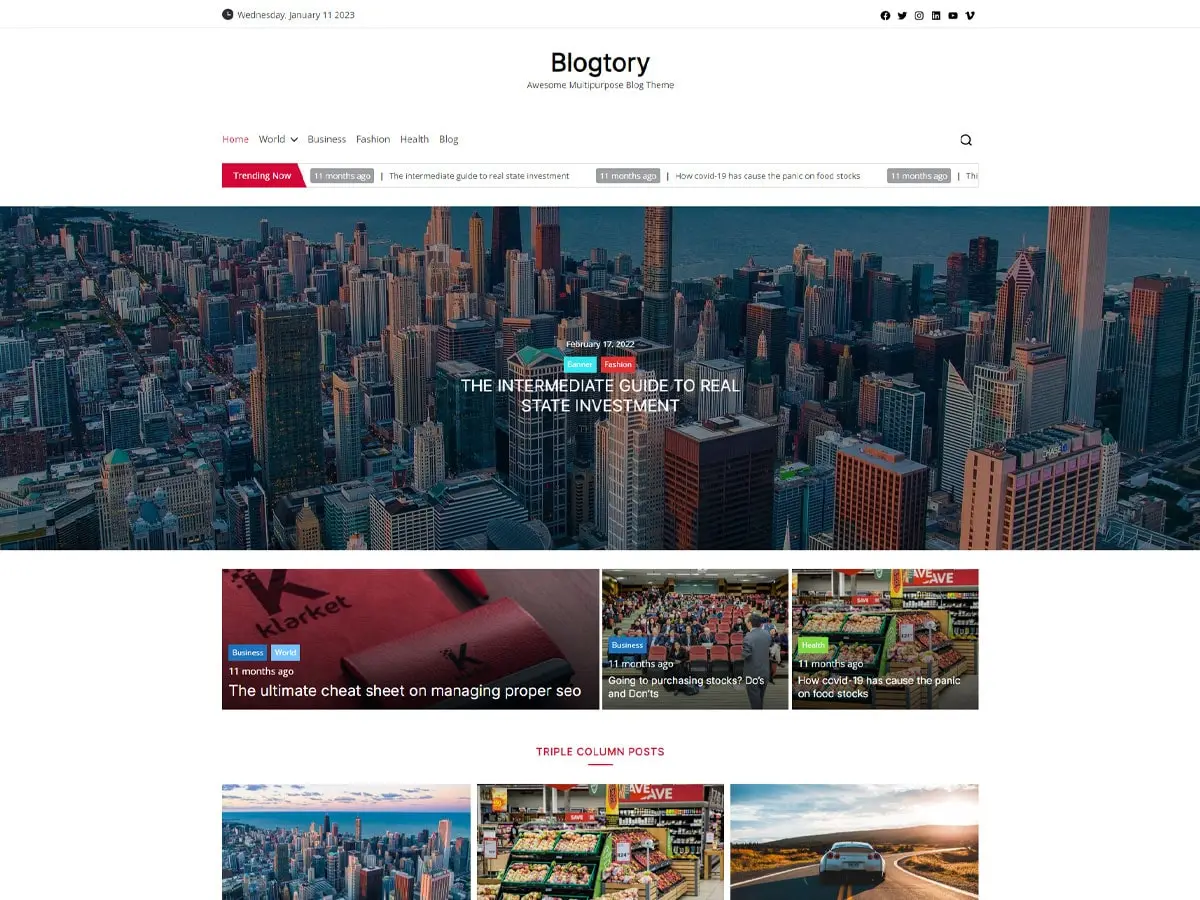 Wednesday, January 11 2023
Blogtory
Awesome Multipurpose Blog Theme
Home World Business Fashion Health Blog
Trending Now 11 months ago | The intermediate guide to real state investment 11 months ago | How covid-19 has cause the panic on food stocks 11 months ago | Thi
February 17, 2022
Banner Fashion
THE INTERMEDIATE GUIDE TO REAL
STATE INVESTMENT
K
klarket
K
Business World
11 months ago
The ultimate cheat sheet on managing proper seo
Business
11 months ago
Going to purchasing stocks? Do's
and Don'ts
AVE AVE
SAVE
Health
11 months ago
How covid-19 has cause the panic
on food stocks
TRIPLE COLUMN POSTS
AVE AVE
SAVE